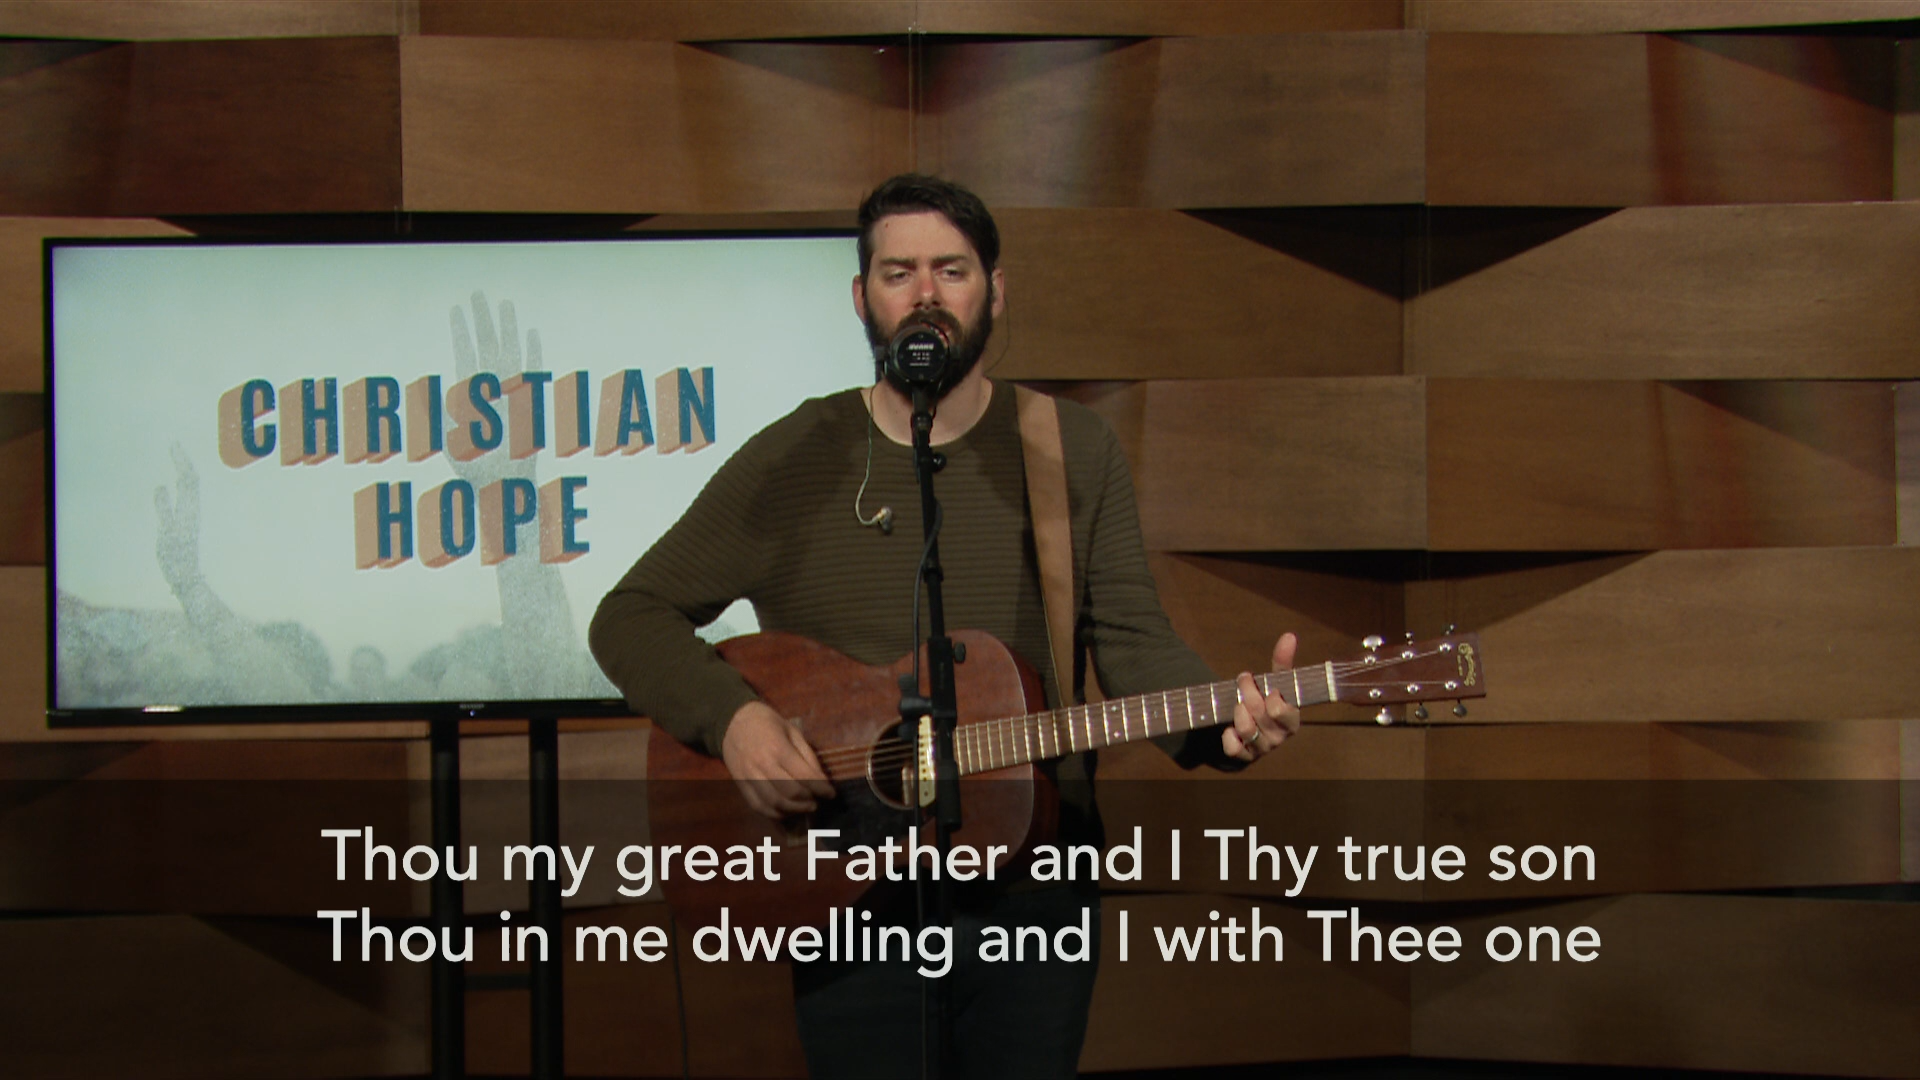 CHRISTIAN
HOPE
Thou my great Father and I Thy true son
Thou in me dwelling and I with Thee one